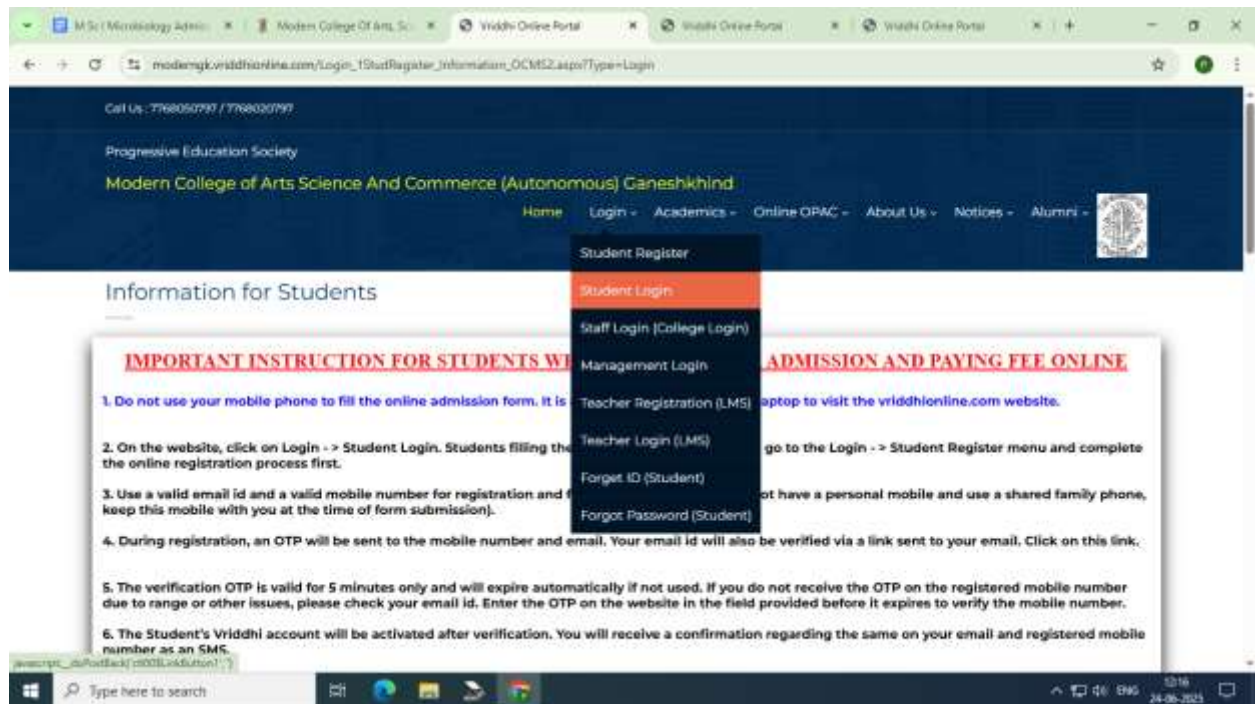 M.Sc I Microbiology Admis
Modern College Of Arts, Sci
Vriddhi Online Portal
Vriddhi Online Portal
Vriddhi Online Portal
moderngk.vriddhionline.com/Login_1StudRegister_Information_OCMS2.aspx?Type=Login
Call Us : 7768050797 / 7768020797
Progressive Education Society
Modern College of Arts Science And Commerce (Autonomous) Ganeshkhind
Home Login Academics Online OPAC About Us Notices Alumni
Student Register
Student Login
Staff Login (College Login)
Management Login
Teacher Registration (LMS)
Teacher Login (LMS)
Forget ID (Student)
Forgot Password (Student)
Information for Students
IMPORTANT INSTRUCTION FOR STUDENTS WE ADMISSION AND PAYING FEE ONLINE
1. Do not use your mobile phone to fill the online admission form. It is aptop to visit the vriddhionline.com website.
2. On the website, click on Login - > Student Login. Students filling the go to the Login - > Student Register menu and complete
the online registration process first.
3. Use a valid email id and a valid mobile number for registration and f ot have a personal mobile and use a shared family phone,
keep this mobile with you at the time of form submission).
4. During registration, an OTP will be sent to the mobile number and email. Your email id will also be verified via a link sent to your email. Click on this link.
5. The verification OTP is valid for 5 minutes only and will expire automatically if not used. If you do not receive the OTP on the registered mobile number
due to range or other issues, please check your email id. Enter the OTP on the website in the field provided before it expires to verify the mobile number.
6. The Student's Vriddhi account will be activated after verification. You will receive a confirmation regarding the same on your email and registered mobile
number as an SMS.
Type here to search
ENG
12:16
24-06-2025